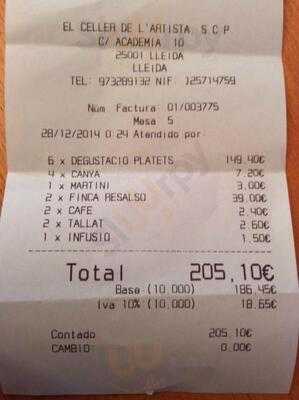 EL CELLER DE L'ARTISTA, S.C.P
C/ ACADEMIA, 10
25001 LLEIDA
LLEIDA
TEL: 973289132 NIF: J25714759
Núm Factura 01/003775
Mesa 5
28/12/2014 0:24 Atendido por:
6 x DEGUSTACIO PLATETS 149.40€
4 x CANYA 7.20€
1 x MARTINI 3.00€
2 x FINCA RESALSO 39.00€
2 x CAFE 2.40€
2 x TALLAT 2.60€
1 x INFUSIO 1.50€
Total 205,10€
Base (10,000) 186.45€
Iva 10% (10,000) 18.65€
Contado 205.10€
CAMBIO: 0.00€